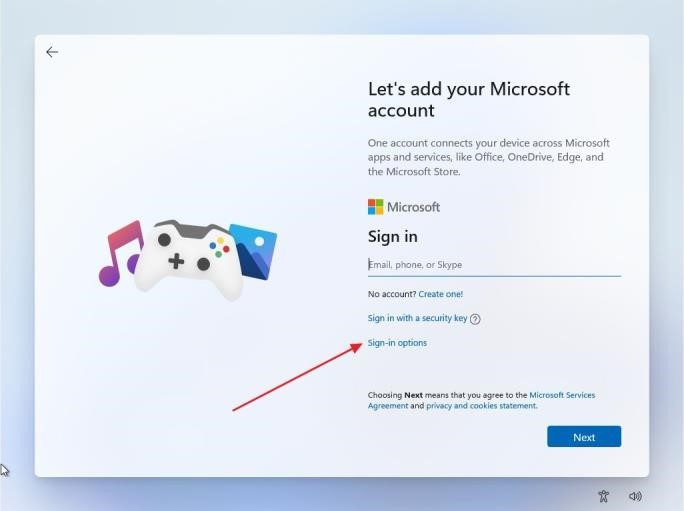 Let's add your Microsoft
account
One account connects your device across Microsoft
apps and services, like Office, OneDrive, Edge, and
the Microsoft Store.
Microsoft
Sign in
Email, phone, or Skype
No account? Create one!
Sign in with a security key ?
Sign-in options
Choosing Next means that you agree to the Microsoft Services
Agreement and privacy and cookies statement.
Next